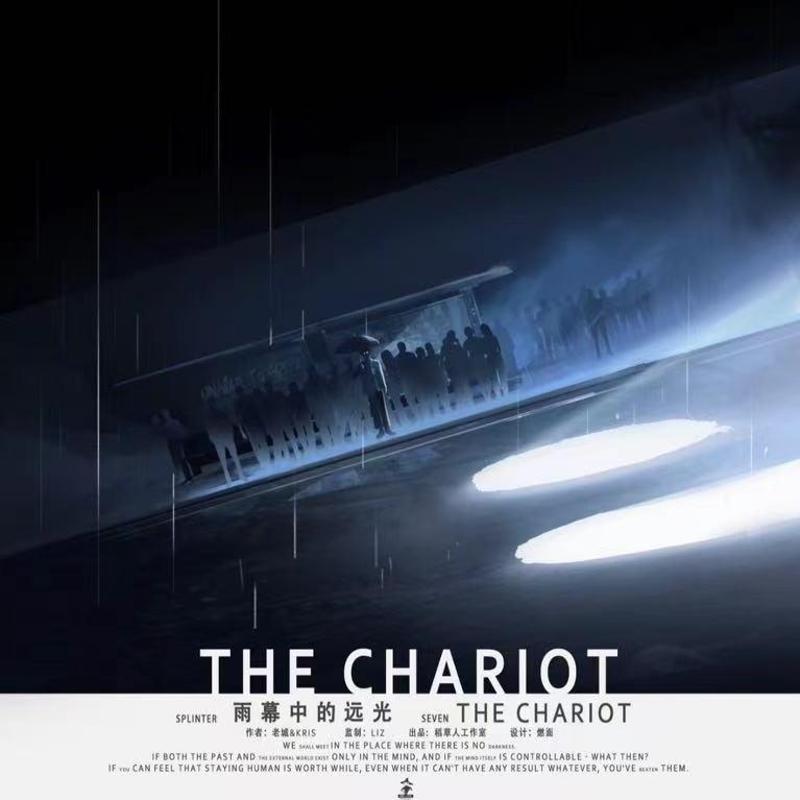 THE CHARIOT
SPLINTER 雨幕中的远光 SEVEN THE CHARIOT
作者:老城&KRIS 监制:LIZ 出品:稻草人工作室 设计:燃面
WE SHALL MEET IN THE PLACE WHERE THERE IS NO DARKNESS.
IF BOTH THE PAST AND THE EXTERNAL WORLD EXIST ONLY IN THE MIND, AND IF THE MIND ITSELF IS CONTROLLABLE - WHAT THEN?
IF YOU CAN FEEL THAT STAYING HUMAN IS WORTH WHILE, EVEN WHEN IT CAN'T HAVE ANY RESULT WHATEVER, YOU'VE BEATEN THEM.